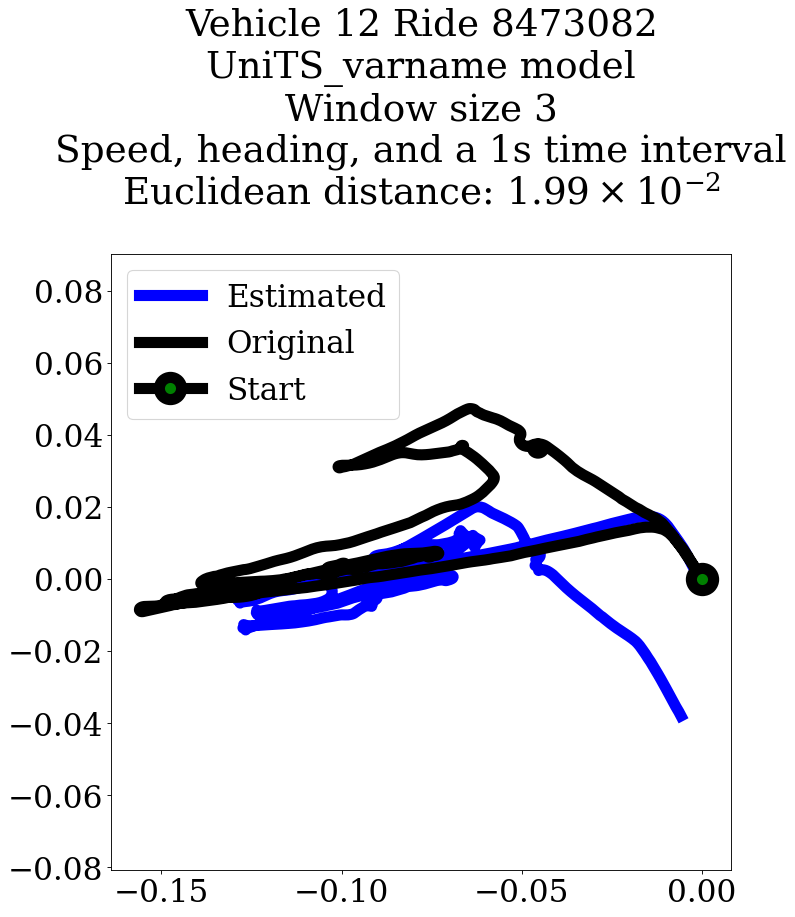 Vehicle 12 Ride 8473082
UniTS_varname model
Window size 3
Speed, heading, and a 1s time interval
Euclidean distance: 1.99 × 10⁻²
Estimated
Original
Start
0.08
0.06
0.04
0.02
0.00
−0.02
−0.04
−0.06
−0.08
−0.15 −0.10 −0.05 0.00